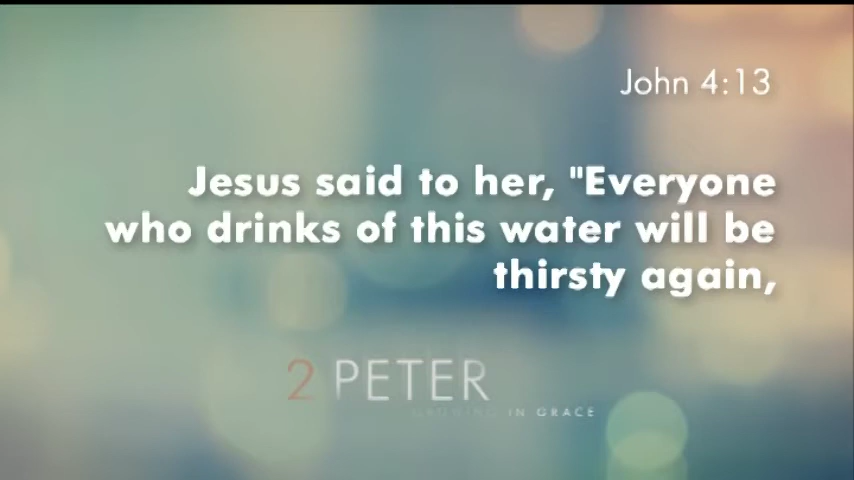 John 4:13
Jesus said to her, "Everyone
who drinks of this water will be
thirsty again,
2 PETER
GROWING IN GRACE